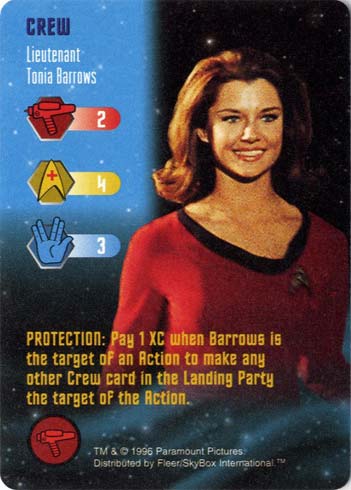 CREW
Lieutenant
Tonia Barrows
2
4
3
PROTECTION: Pay 1 XC when Barrows is
the target of an Action to make any
other Crew card in the Landing Party
the target of the Action.
TM & © 1996 Paramount Pictures.
Distributed by Fleer/SkyBox International.™